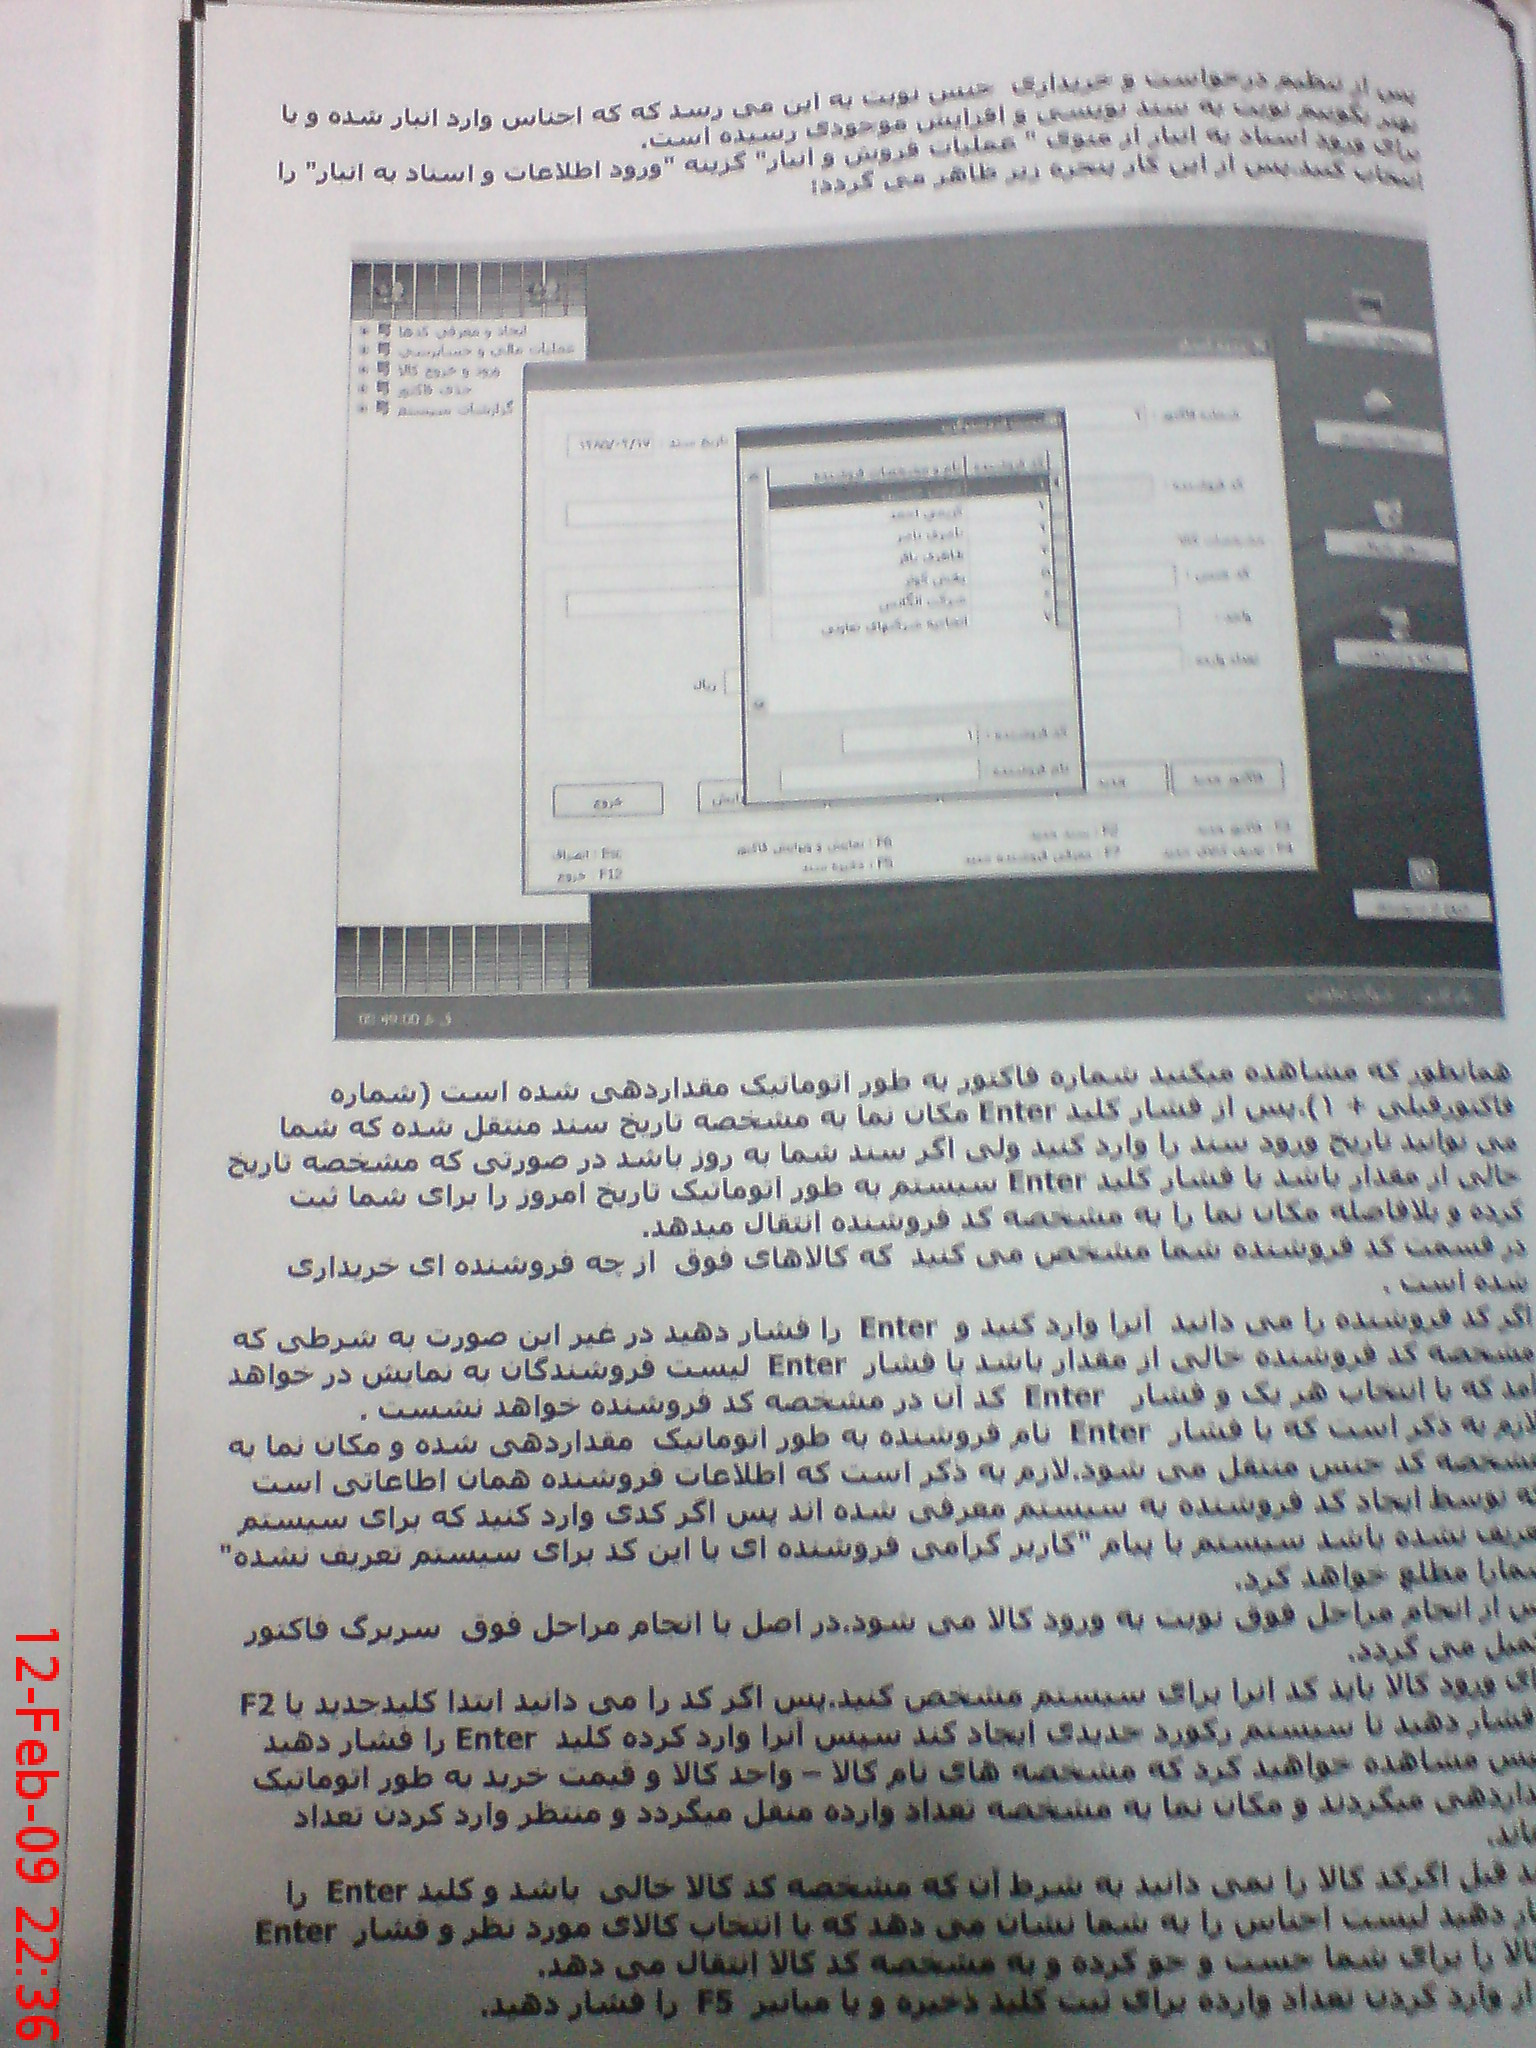 پس از تنظیم درخواست و خریداری جنس نوبت به این می رسد که که اجناس وارد انبار شده و یا
بهتر بگوییم نوبت به سند نویسی و افزایش موجودی رسیده است.
برای ورود اسناد به انبار از منوی " عملیات فروش و انبار" گزینه "ورود اطلاعات و اسناد به انبار" را
انتخاب کنید.پس از این کار پنجره زیر ظاهر می گردد:
ایجاد و معرفی کدها
عملیات مالی و حسابرسی
ورود و خروج کالا
حذف فاکتور
گزارشات سیستم
شماره فاکتور :
تاریخ سند :
کد فروشنده
نام و مشخصات فروشنده
کد فروشنده :
کد جنس :
واحد :
تعداد وارده
ریال
شرکت انگلیس
اتحادیه شرکتهای تعاونی
کد فروشنده : ۱
نام فروشنده
فاکتور جدید
جدید
خروج
F3 : فاکتور جدید
F2 : سند جدید
F6 : نمایش و ویرایش فاکتور
Esc : انصراف
F4 : تعریف کالای جدید
F7 : معرفی فروشنده جدید
F5 : ذخیره سند
F12 : خروج
همانطور که مشاهده میکنید شماره فاکتور به طور اتوماتیک مقداردهی شده است (شماره
فاکتورقبلی + ۱).پس از فشار کلید Enter مکان نما به مشخصه تاریخ سند منتقل شده که شما
می توانید تاریخ ورود سند را وارد کنید ولی اگر سند شما به روز باشد در صورتی که مشخصه تاریخ
خالی از مقدار باشد با فشار کلید Enter سیستم به طور اتوماتیک تاریخ امروز را برای شما ثبت
کرده و بلافاصله مکان نما را به مشخصه کد فروشنده انتقال میدهد.
در قسمت کد فروشنده شما مشخص می کنید که کالاهای فوق از چه فروشنده ای خریداری
شده است .
اگر کد فروشنده را می دانید آنرا وارد کنید و Enter را فشار دهید در غیر این صورت به شرطی که
مشخصه کد فروشنده خالی از مقدار باشد با فشار Enter لیست فروشندگان به نمایش در خواهد
آمد که با انتخاب هر یک و فشار Enter کد آن در مشخصه کد فروشنده خواهد نشست .
لازم به ذکر است که با فشار Enter نام فروشنده به طور اتوماتیک مقداردهی شده و مکان نما به
مشخصه کد جنس منتقل می شود.لازم به ذکر است که اطلاعات فروشنده همان اطاعاتی است
که توسط ایجاد کد فروشنده به سیستم معرفی شده اند پس اگر کدی وارد کنید که برای سیستم
تعریف نشده باشد سیستم با پیام "کاربر گرامی فروشنده ای با این کد برای سیستم تعریف نشده"
شمارا مطلع خواهد کرد.
پس از انجام مراحل فوق نوبت به ورود کالا می شود.در اصل با انجام مراحل فوق سربرگ فاکتور
تکمیل می گردد.
برای ورود کالا باید کد آنرا برای سیستم مشخص کنید.پس اگر کد را می دانید ابتدا کلیدجدید یا F2
فشار دهید تا سیستم رکورد جدیدی ایجاد کند سپس آنرا وارد کرده کلید Enter را فشار دهید
سپس مشاهده خواهید کرد که مشخصه های نام کالا – واحد کالا و قیمت خرید به طور اتوماتیک
مقداردهی میگردند و مکان نما به مشخصه تعداد وارده منقل میگردد و منتظر وارد کردن تعداد
قبل اگرکد کالا را نمی دانید به شرط آن که مشخصه کد کالا خالی باشد و کلید Enter را
فشار دهید لیست اجناس را به شما نشان می دهد که با انتخاب کالای مورد نظر و فشار Enter
کالا را برای شما جست و جو کرده و به مشخصه کد کالا انتقال می دهد.
از وارد کردن تعداد وارده برای ثبت کلید ذخیره و یا میانبر F5 را فشار دهید.
12-Feb-09 22:36